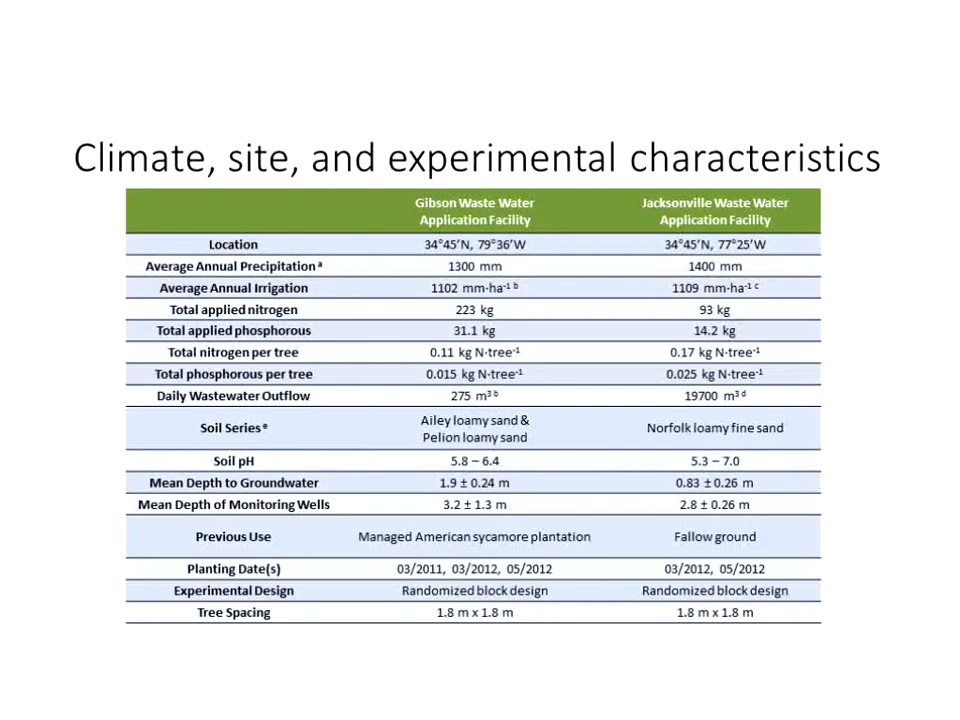 Climate, site, and experimental characteristics
Gibson Waste Water Application Facility Jacksonville Waste Water Application Facility
Location 34°45′N, 79°36′W 34°45′N, 77°25′W
Average Annual Precipitation ᵃ 1300 mm 1400 mm
Average Annual Irrigation 1102 mm·ha⁻¹ ᵇ 1109 mm·ha⁻¹ ᶜ
Total applied nitrogen 223 kg 93 kg
Total applied phosphorous 31.1 kg 14.2 kg
Total nitrogen per tree 0.11 kg N·tree⁻¹ 0.17 kg N·tree⁻¹
Total phosphorous per tree 0.015 kg N·tree⁻¹ 0.025 kg N·tree⁻¹
Daily Wastewater Outflow 275 m³ ᵇ 19700 m³ ᵈ
Soil Series ᵉ Ailey loamy sand & Pelion loamy sand Norfolk loamy fine sand
Soil pH 5.8 – 6.4 5.3 – 7.0
Mean Depth to Groundwater 1.9 ± 0.24 m 0.83 ± 0.26 m
Mean Depth of Monitoring Wells 3.2 ± 1.3 m 2.8 ± 0.26 m
Previous Use Managed American sycamore plantation Fallow ground
Planting Date(s) 03/2011, 03/2012, 05/2012 03/2012, 05/2012
Experimental Design Randomized block design Randomized block design
Tree Spacing 1.8 m x 1.8 m 1.8 m x 1.8 m